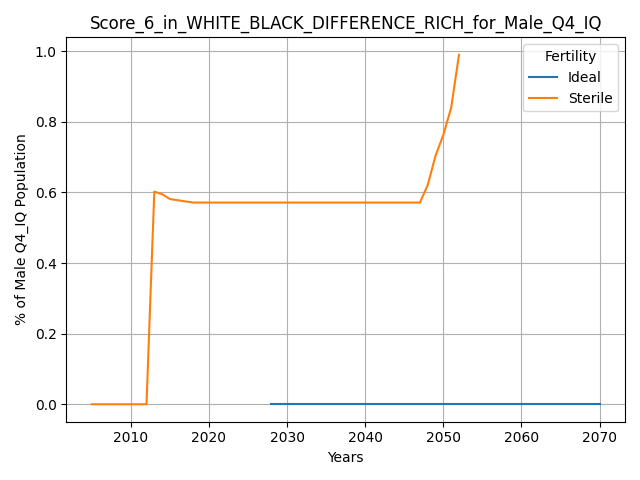 Score_6_in_WHITE_BLACK_DIFFERENCE_RICH_for_Male_Q4_IQ
1.0
0.8
0.6
0.4
0.2
0.0
% of Male Q4_IQ Population
Fertility
Ideal
Sterile
2010 2020 2030 2040 2050 2060 2070
Years